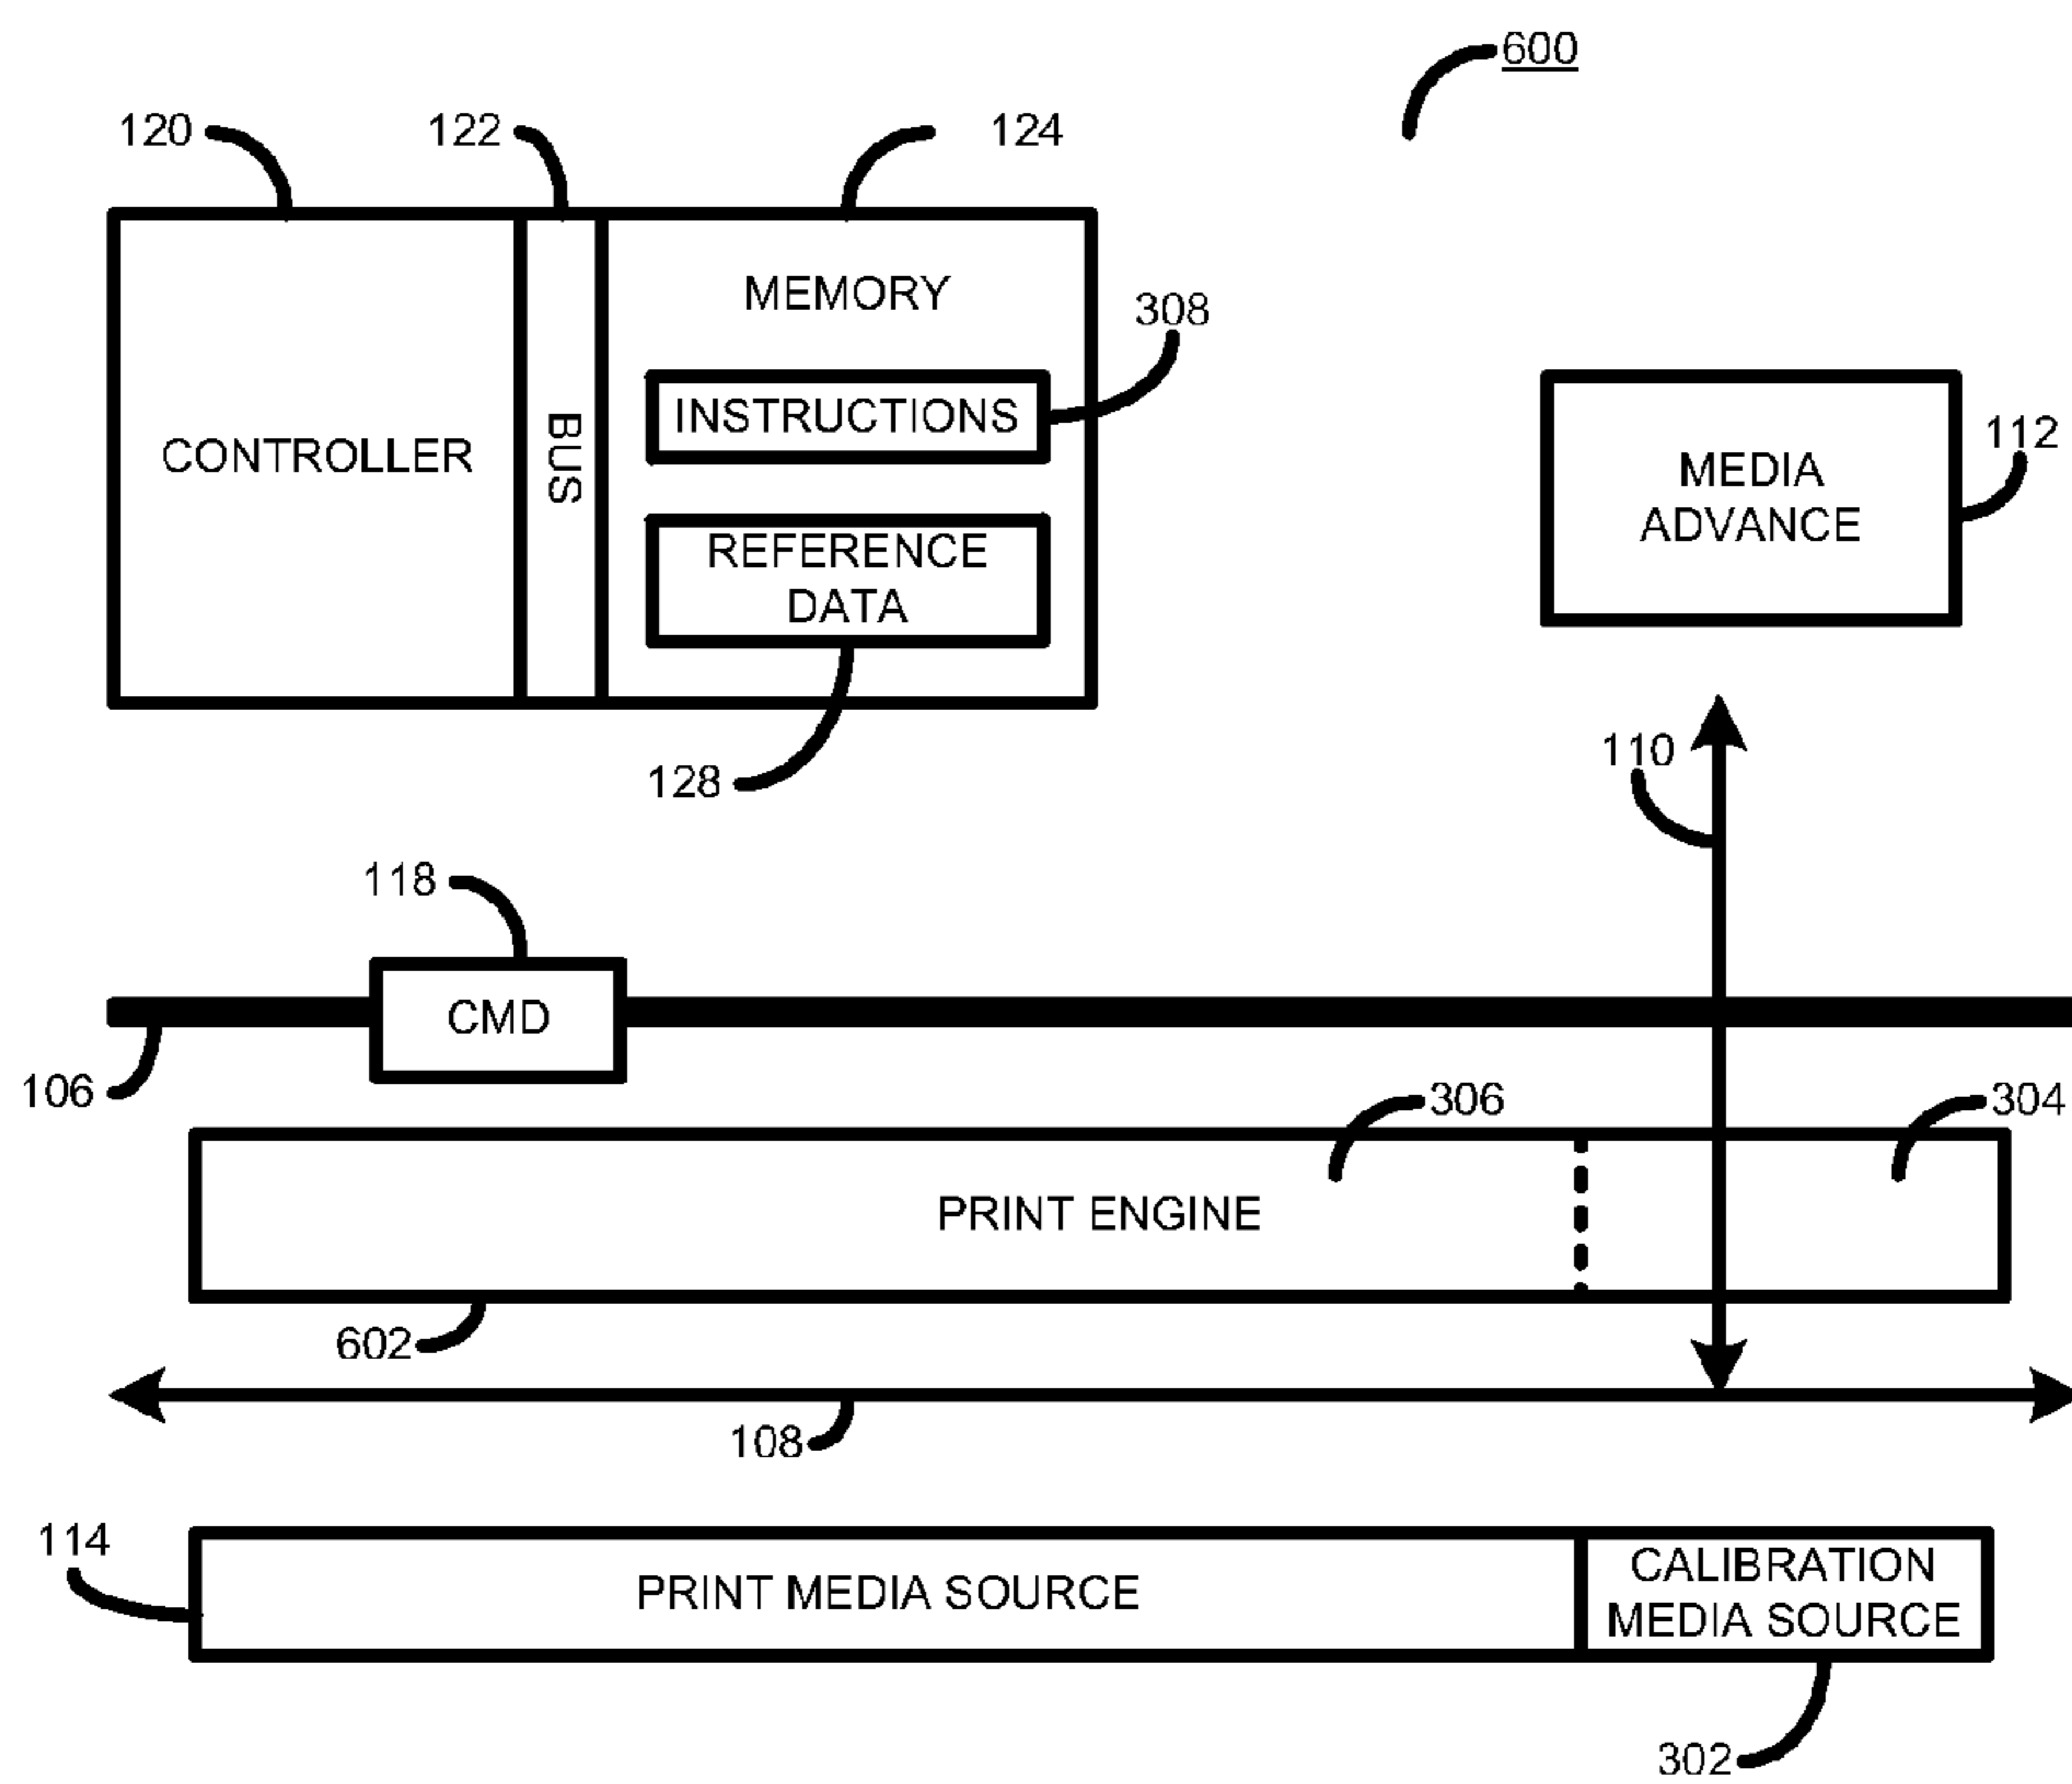 600
120
122
124
MEMORY
308
INSTRUCTIONS
CONTROLLER
BUS
112
MEDIA
ADVANCE
REFERENCE
DATA
128
110
118
CMD
106
306
304
PRINT ENGINE
602
108
114
PRINT MEDIA SOURCE
CALIBRATION
MEDIA SOURCE
302